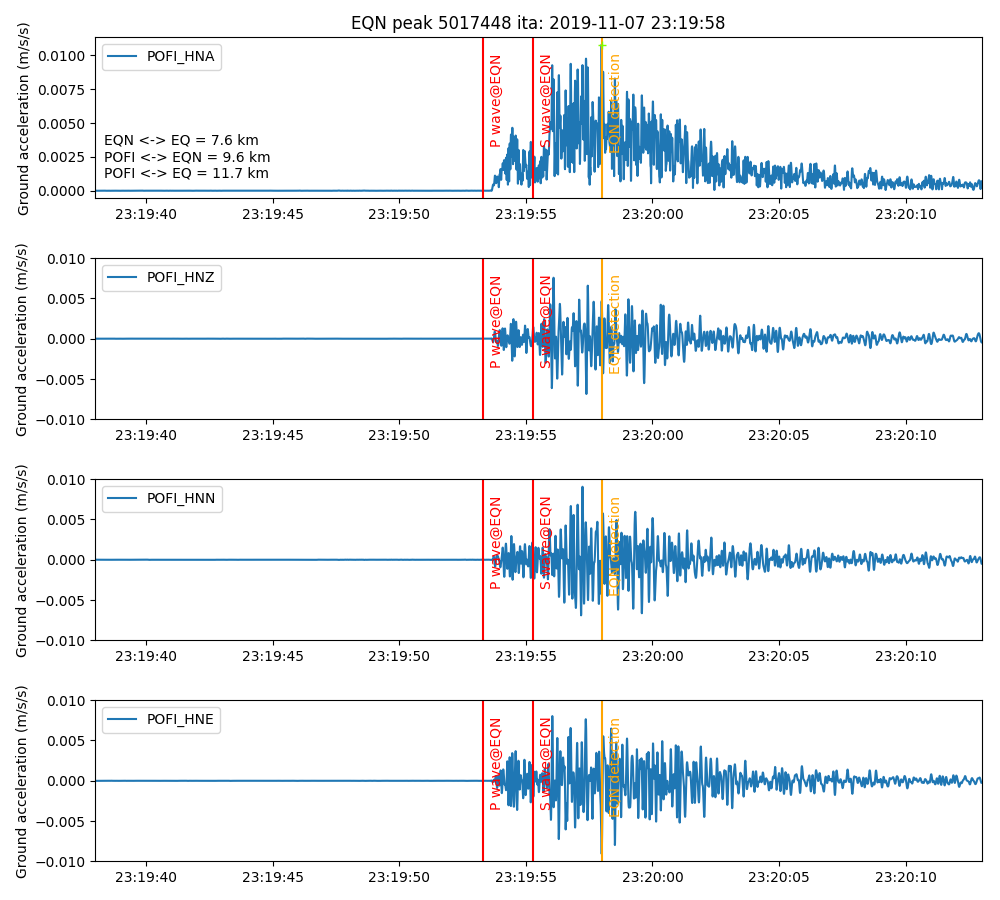 EQN peak 5017448 ita: 2019-11-07 23:19:58
Ground acceleration (m/s/s)
0.0100
0.0075
0.0050
0.0025
0.0000
POFI_HNA
EQN <-> EQ = 7.6 km
POFI <-> EQN = 9.6 km
POFI <-> EQ = 11.7 km
P wave@EQN
S wave@EQN
EQN detection
23:19:40 23:19:45 23:19:50 23:19:55 23:20:00 23:20:05 23:20:10
Ground acceleration (m/s/s)
0.010
0.005
0.000
−0.005
−0.010
POFI_HNZ
P wave@EQN
S wave@EQN
EQN detection
23:19:40 23:19:45 23:19:50 23:19:55 23:20:00 23:20:05 23:20:10
Ground acceleration (m/s/s)
0.010
0.005
0.000
−0.005
−0.010
POFI_HNN
P wave@EQN
S wave@EQN
EQN detection
23:19:40 23:19:45 23:19:50 23:19:55 23:20:00 23:20:05 23:20:10
Ground acceleration (m/s/s)
0.010
0.005
0.000
−0.005
−0.010
POFI_HNE
P wave@EQN
S wave@EQN
EQN detection
23:19:40 23:19:45 23:19:50 23:19:55 23:20:00 23:20:05 23:20:10